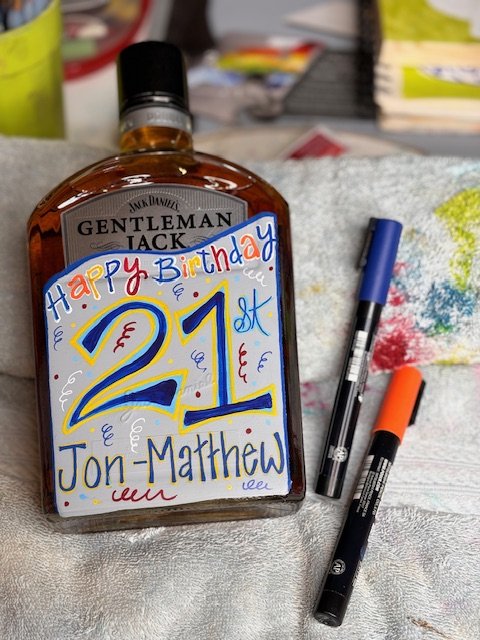 JACK DANIEL'S
GENTLEMAN
JACK
Happy Birthday
21st
Jon-Matthew